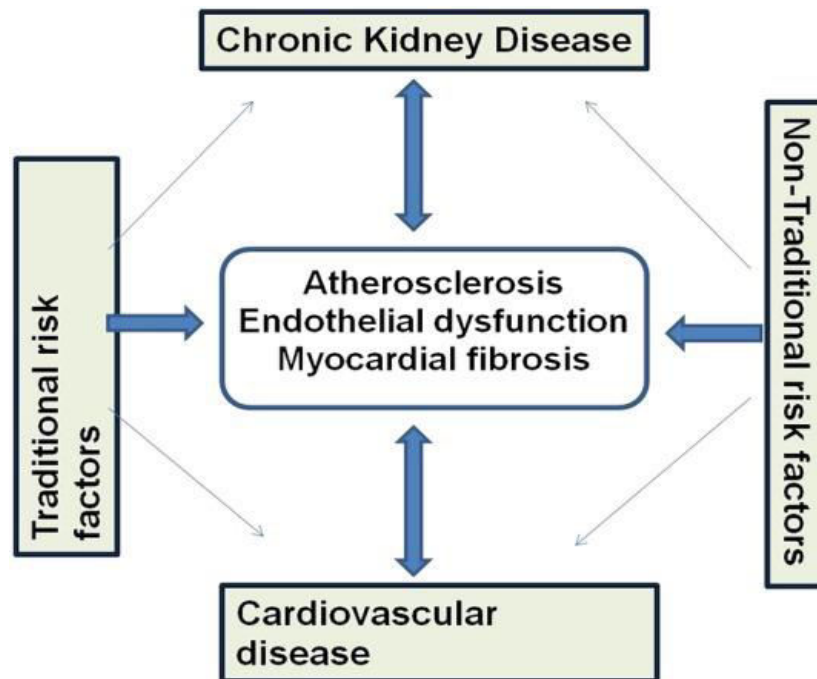 Chronic Kidney Disease
Traditional risk
factors
Atherosclerosis
Endothelial dysfunction
Myocardial fibrosis
Non-Traditional risk factors
Cardiovascular
disease